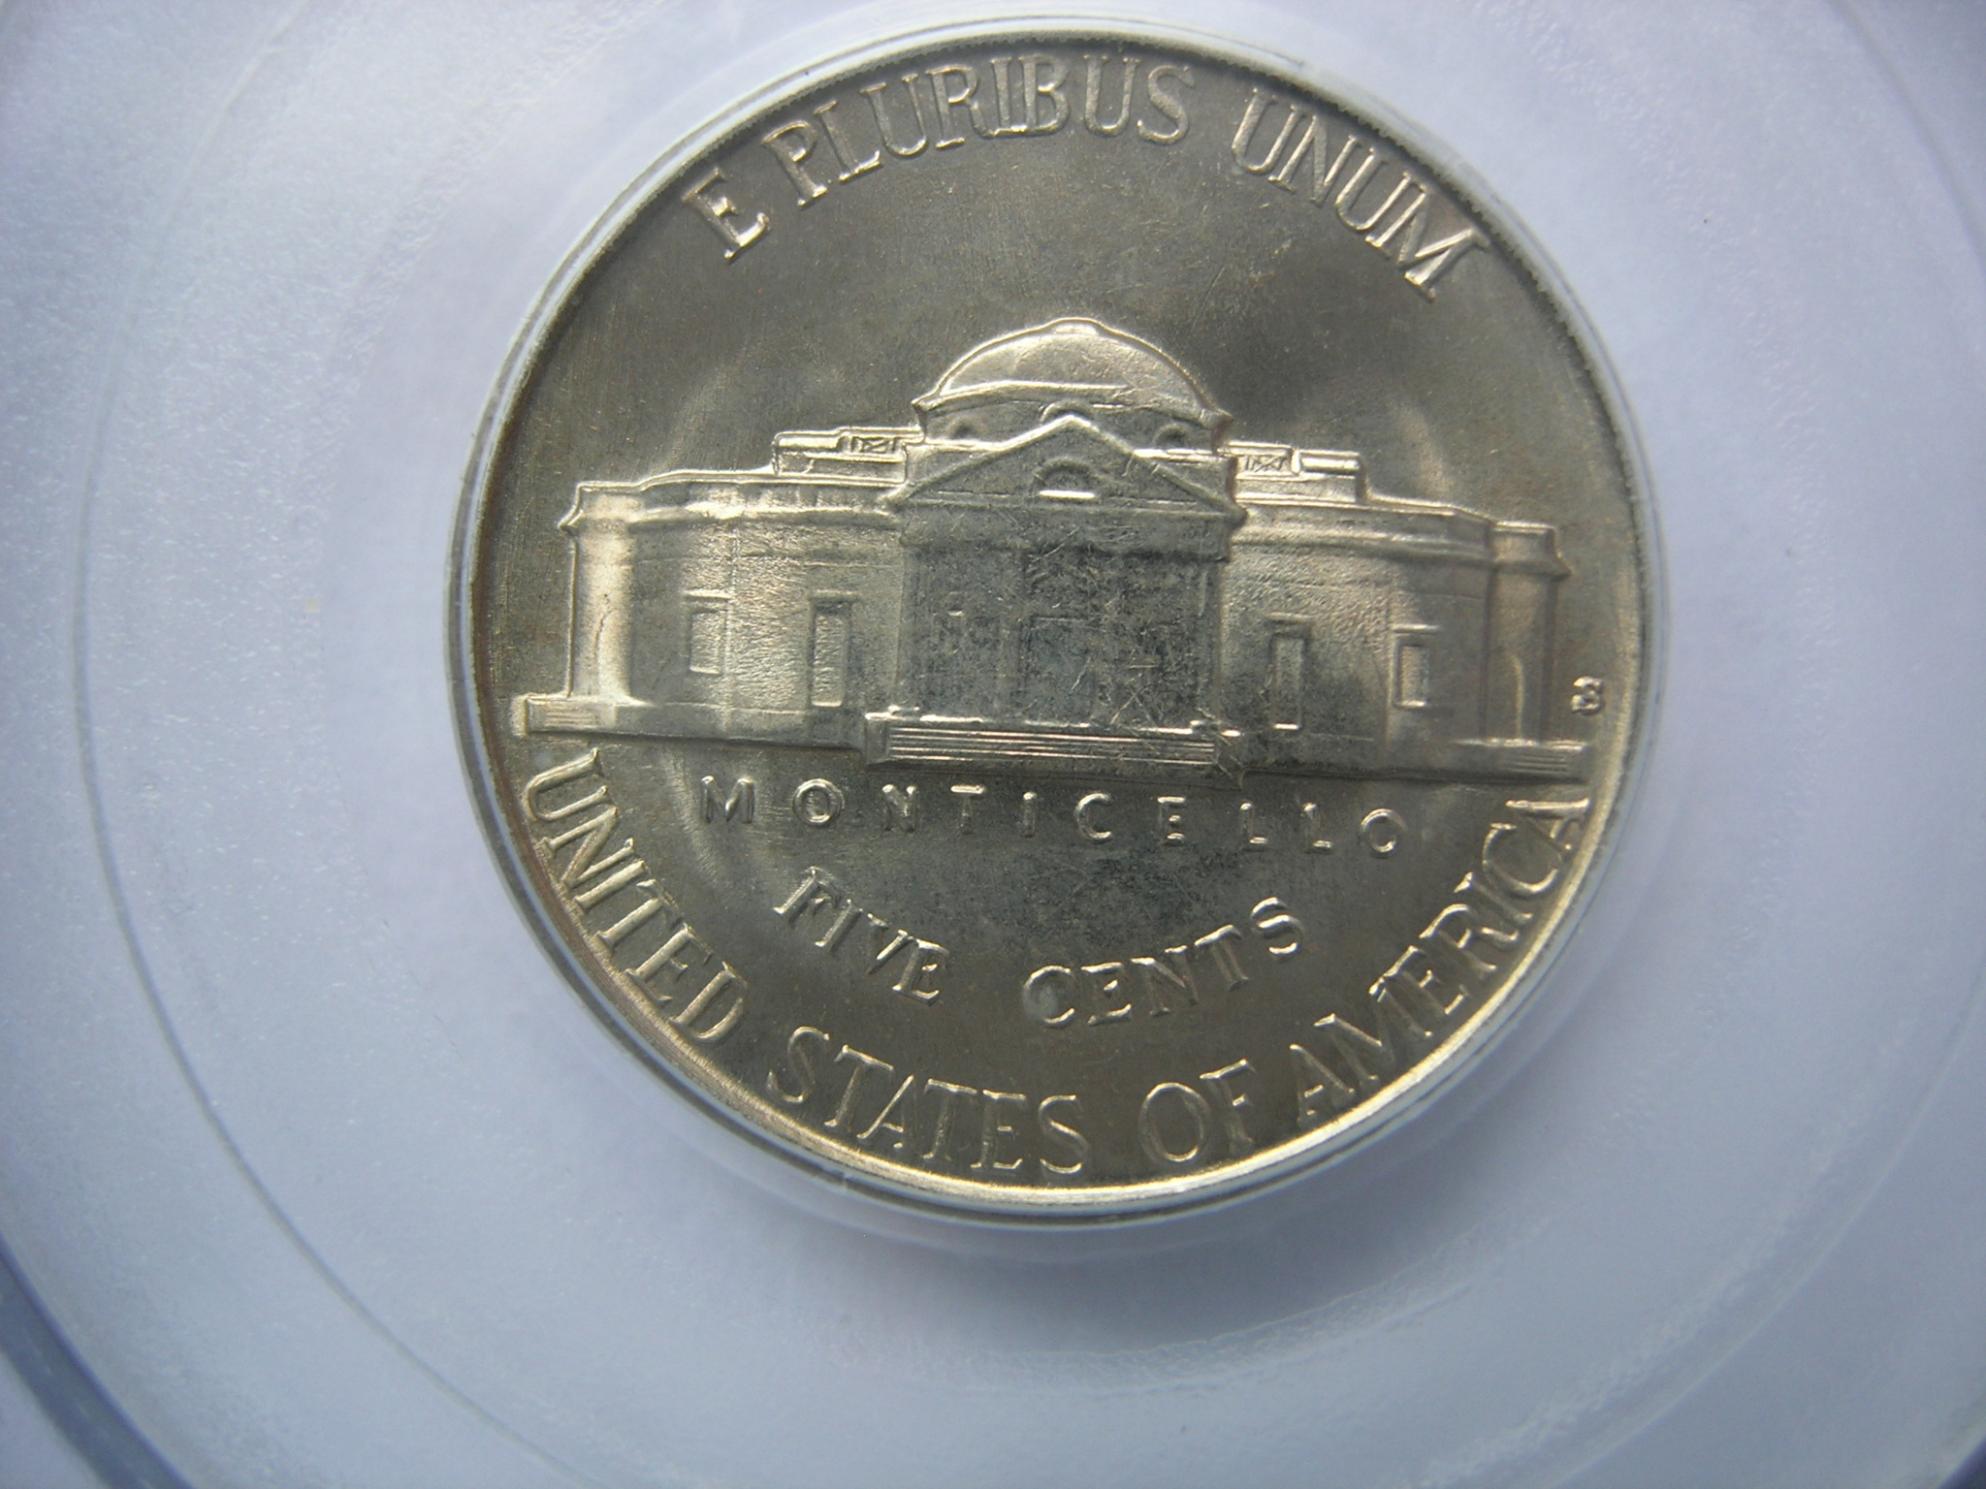 E PLURIBUS UNUM
S
MONTICELLO
FIVE CENTS
UNITED STATES OF AMERICA